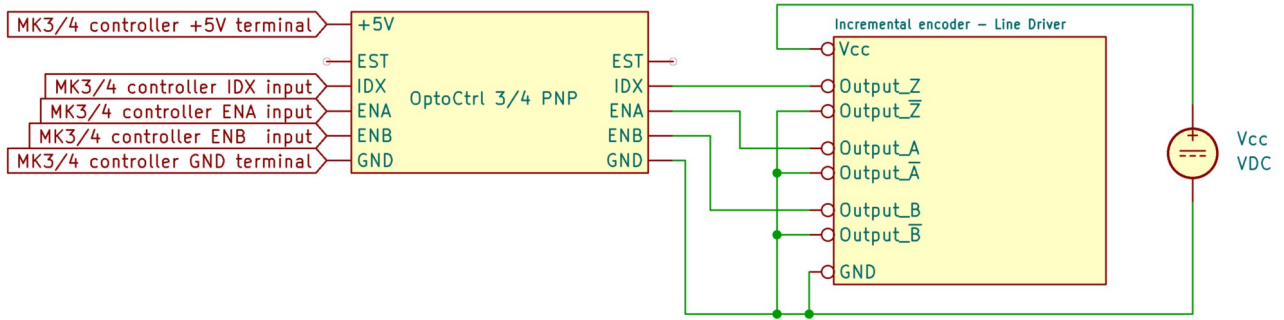 MK3/4 controller +5V terminal
MK3/4 controller IDX input
MK3/4 controller ENA input
MK3/4 controller ENB input
MK3/4 controller GND terminal
+5V
EST
IDX
ENA
ENB
GND
OptoCtrl 3/4 PNP
EST
IDX
ENA
ENB
GND
Incremental encoder – Line Driver
Vcc
Output_Z
Output_Z̅
Output_A
Output_A̅
Output_B
Output_B̅
GND
Vcc
VDC